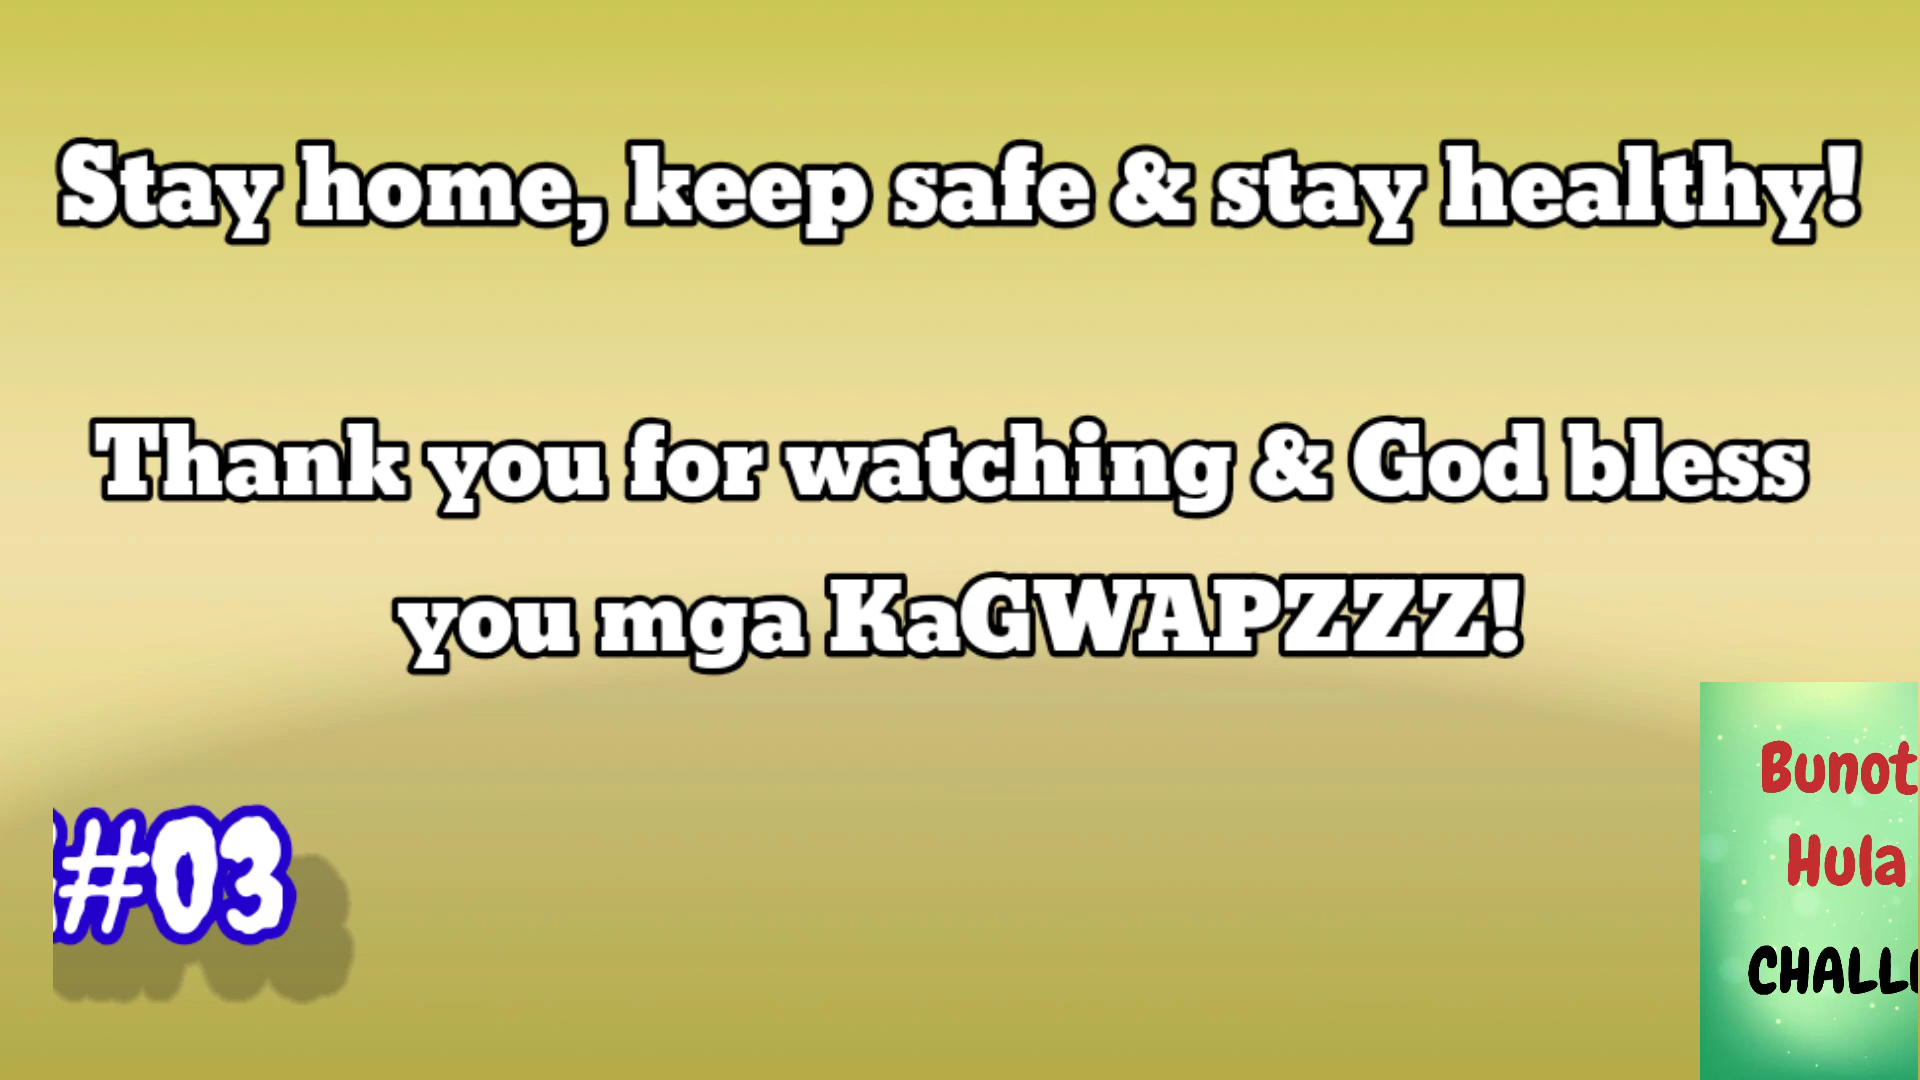 Stay home, keep safe & stay healthy!
Thank you for watching & God bless
you mga KaGWAPZZZ!
#03
Bunot
Hula